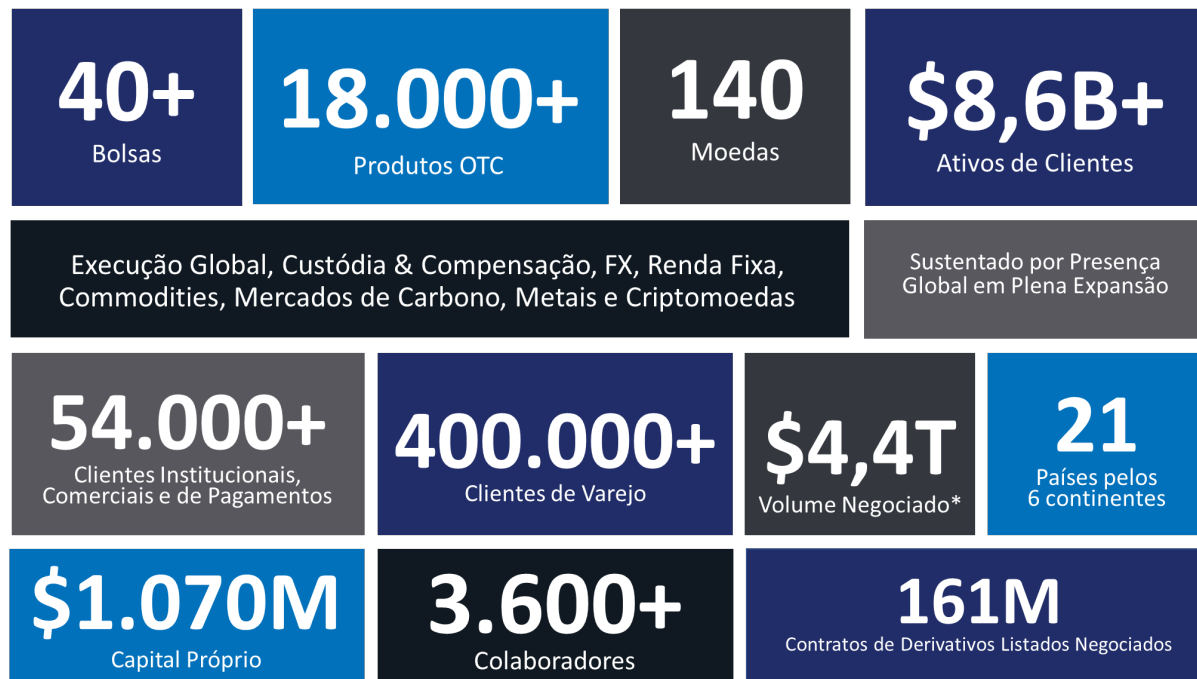 40+
Bolsas
18.000+
Produtos OTC
140
Moedas
$8,6B+
Ativos de Clientes
Execução Global, Custódia & Compensação, FX, Renda Fixa,
Commodities, Mercados de Carbono, Metais e Criptomoedas
Sustentado por Presença
Global em Plena Expansão
54.000+
Clientes Institucionais,
Comerciais e de Pagamentos
400.000+
Clientes de Varejo
$4,4T
Volume Negociado*
21
Países pelos
6 continentes
$1.070M
Capital Próprio
3.600+
Colaboradores
161M
Contratos de Derivativos Listados Negociados